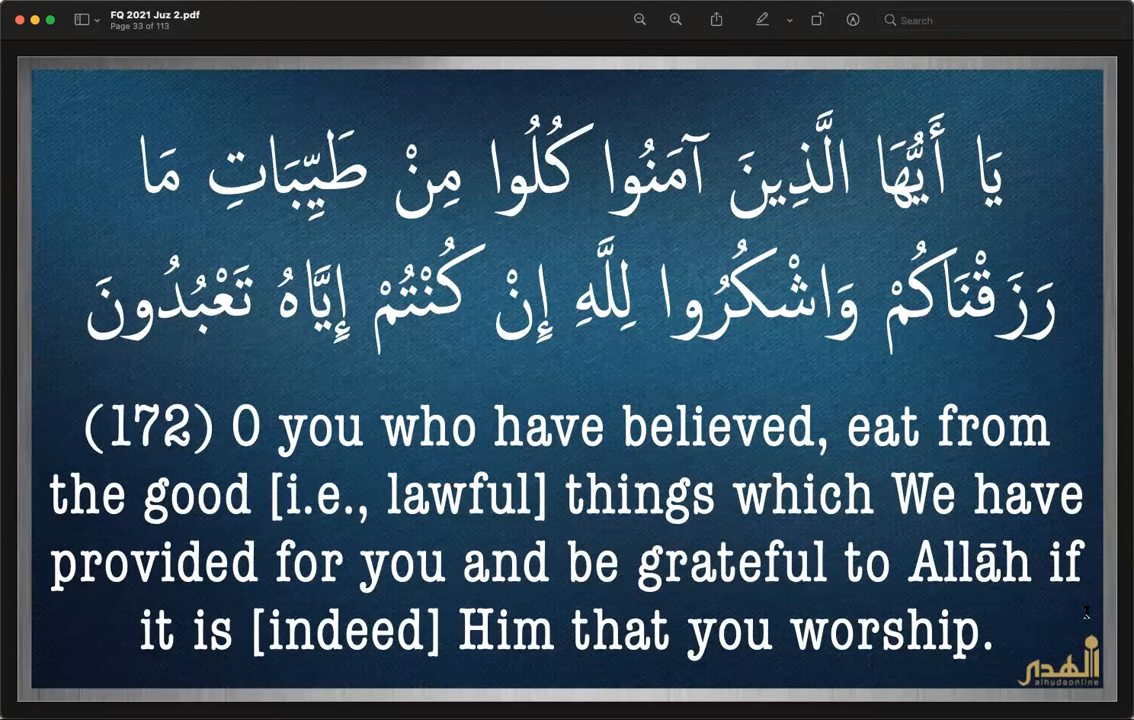 FQ 2021 Juz 2.pdf
Page 33 of 113
Search
يَا أَيُّهَا الَّذِينَ آمَنُوا كُلُوا مِنْ طَيِّبَاتِ مَا
رَزَقْنَاكُمْ وَاشْكُرُوا لِلَّهِ إِنْ كُنْتُمْ إِيَّاهُ تَعْبُدُونَ
(172) O you who have believed, eat from
the good [i.e., lawful] things which We have
provided for you and be grateful to Allāh if
it is [indeed] Him that you worship.
الهدى
alhudaonline